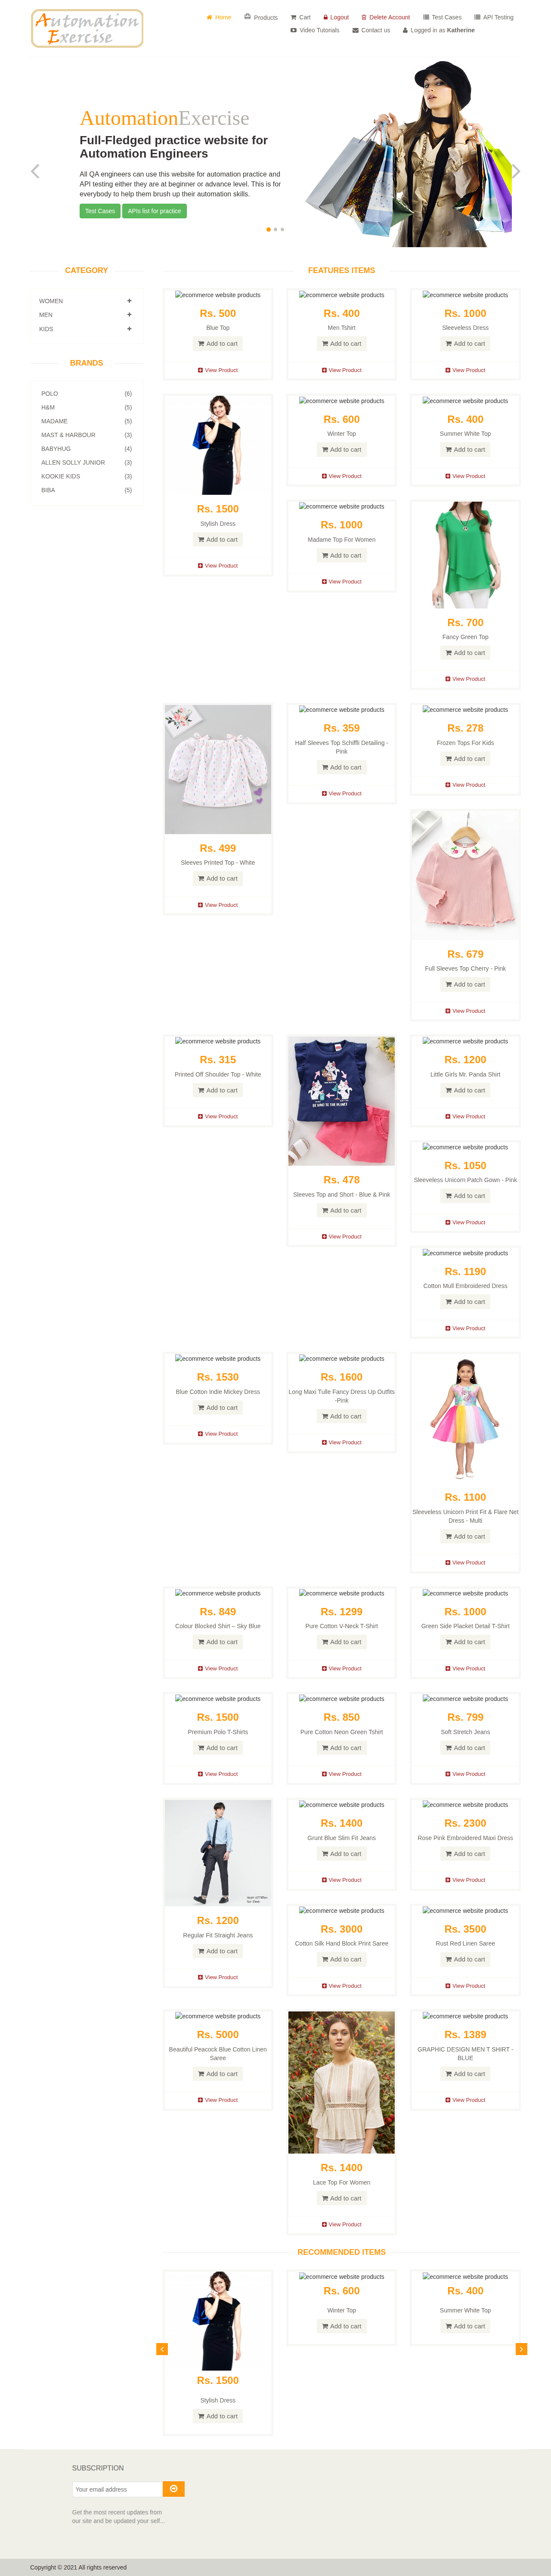 Automation
Exercise
Home
Products
Cart
Logout
Delete Account
Test Cases
API Testing
Video Tutorials
Contact us
Logged in as Katherine
AutomationExercise
Full-Fledged practice website for
Automation Engineers
All QA engineers can use this website for automation practice and
API testing either they are at beginner or advance level. This is for
everybody to help them brush up their automation skills.
Test Cases
APIs list for practice
CATEGORY
WOMEN
MEN
KIDS
BRANDS
POLO (6)
H&M (5)
MADAME (5)
MAST & HARBOUR (3)
BABYHUG (4)
ALLEN SOLLY JUNIOR (3)
KOOKIE KIDS (3)
BIBA (5)
FEATURES ITEMS
ecommerce website products
Rs. 500
Blue Top
Add to cart
View Product
ecommerce website products
Rs. 400
Men Tshirt
Add to cart
View Product
ecommerce website products
Rs. 1000
Sleeveless Dress
Add to cart
View Product
Rs. 1500
Stylish Dress
Add to cart
View Product
ecommerce website products
Rs. 600
Winter Top
Add to cart
View Product
ecommerce website products
Rs. 400
Summer White Top
Add to cart
View Product
ecommerce website products
Rs. 1000
Madame Top For Women
Add to cart
View Product
Rs. 700
Fancy Green Top
Add to cart
View Product
Rs. 499
Sleeves Printed Top - White
Add to cart
View Product
ecommerce website products
Rs. 359
Half Sleeves Top Schiffli Detailing -
Pink
Add to cart
View Product
ecommerce website products
Rs. 278
Frozen Tops For Kids
Add to cart
View Product
Rs. 679
Full Sleeves Top Cherry - Pink
Add to cart
View Product
ecommerce website products
Rs. 315
Printed Off Shoulder Top - White
Add to cart
View Product
BEYOND THE PLANET
Rs. 478
Sleeves Top and Short - Blue & Pink
Add to cart
View Product
ecommerce website products
Rs. 1200
Little Girls Mr. Panda Shirt
Add to cart
View Product
ecommerce website products
Rs. 1050
Sleeveless Unicorn Patch Gown - Pink
Add to cart
View Product
ecommerce website products
Rs. 1190
Cotton Mull Embroidered Dress
Add to cart
View Product
ecommerce website products
Rs. 1530
Blue Cotton Indie Mickey Dress
Add to cart
View Product
ecommerce website products
Rs. 1600
Long Maxi Tulle Fancy Dress Up Outfits
-Pink
Add to cart
View Product
Rs. 1100
Sleeveless Unicorn Print Fit & Flare Net
Dress - Multi
Add to cart
View Product
ecommerce website products
Rs. 849
Colour Blocked Shirt – Sky Blue
Add to cart
View Product
ecommerce website products
Rs. 1299
Pure Cotton V-Neck T-Shirt
Add to cart
View Product
ecommerce website products
Rs. 1000
Green Side Placket Detail T-Shirt
Add to cart
View Product
ecommerce website products
Rs. 1500
Premium Polo T-Shirts
Add to cart
View Product
ecommerce website products
Rs. 850
Pure Cotton Neon Green Tshirt
Add to cart
View Product
ecommerce website products
Rs. 799
Soft Stretch Jeans
Add to cart
View Product
Rs. 1200
Regular Fit Straight Jeans
Add to cart
View Product
ecommerce website products
Rs. 1400
Grunt Blue Slim Fit Jeans
Add to cart
View Product
ecommerce website products
Rs. 2300
Rose Pink Embroidered Maxi Dress
Add to cart
View Product
ecommerce website products
Rs. 3000
Cotton Silk Hand Block Print Saree
Add to cart
View Product
ecommerce website products
Rs. 3500
Rust Red Linen Saree
Add to cart
View Product
ecommerce website products
Rs. 5000
Beautiful Peacock Blue Cotton Linen
Saree
Add to cart
View Product
Rs. 1400
Lace Top For Women
Add to cart
View Product
ecommerce website products
Rs. 1389
GRAPHIC DESIGN MEN T SHIRT -
BLUE
Add to cart
View Product
RECOMMENDED ITEMS
Rs. 1500
Stylish Dress
Add to cart
ecommerce website products
Rs. 600
Winter Top
Add to cart
ecommerce website products
Rs. 400
Summer White Top
Add to cart
SUBSCRIPTION
Your email address
Get the most recent updates from
our site and be updated your self...
Copyright © 2021 All rights reserved